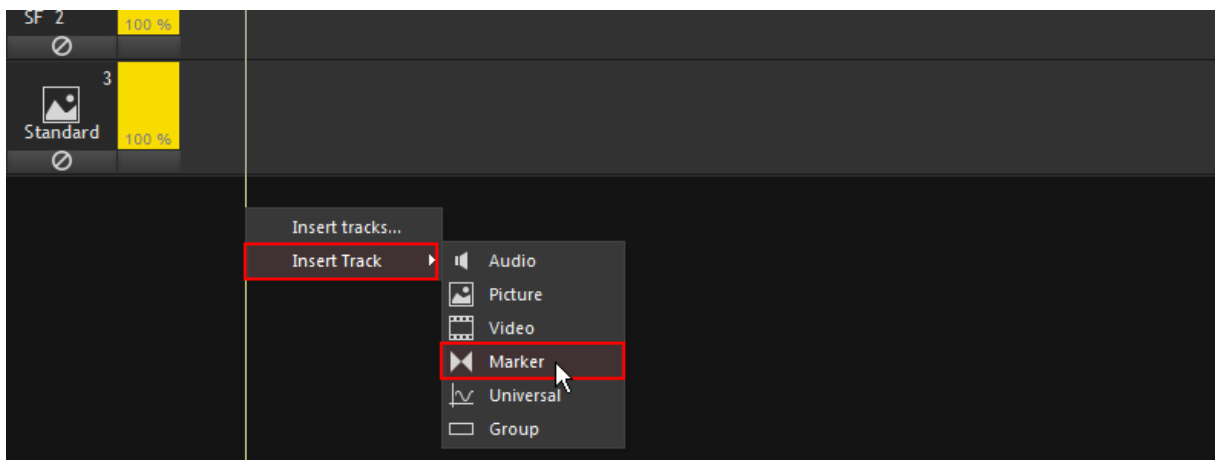 SF 2
100 %
3
Standard
100 %
Insert tracks...
Insert Track
Audio
Picture
Video
Marker
Universal
Group